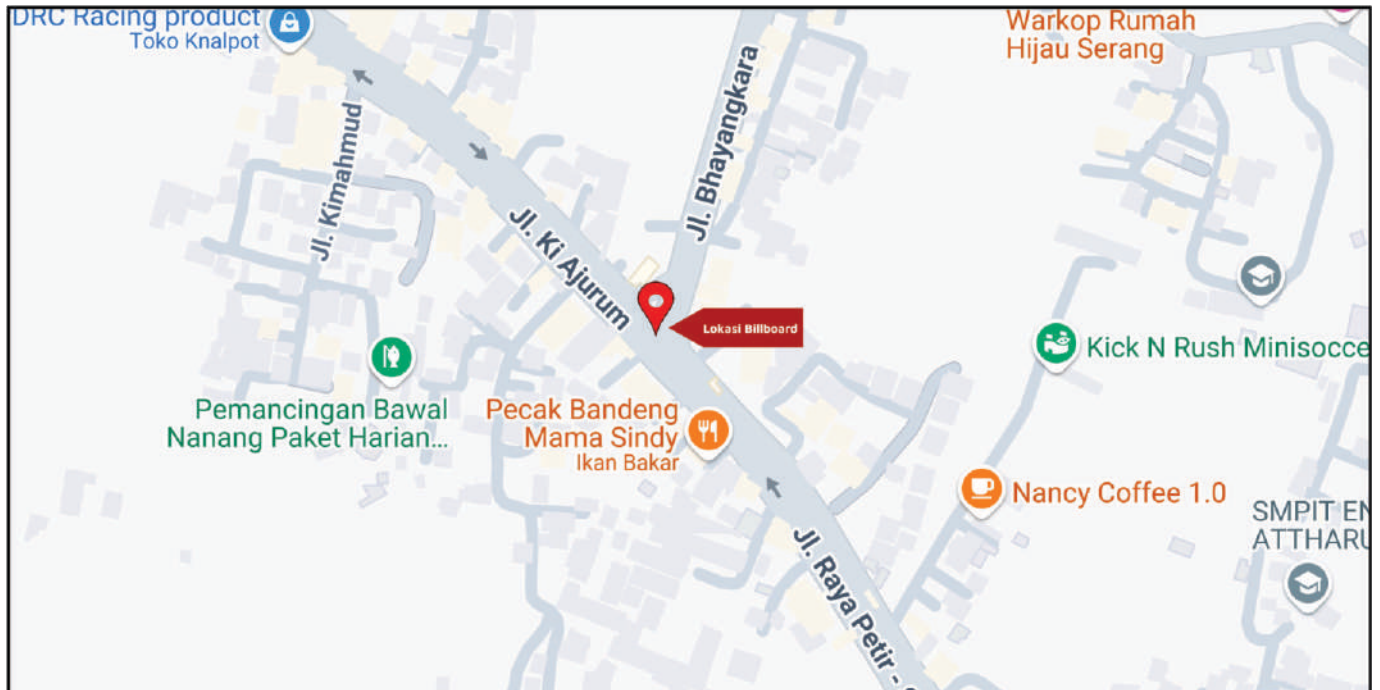 DRC Racing product
Toko Knalpot
Warkop Rumah
Hijau Serang
Jl. Kimahmud
Jl. Bhayangkara
Jl. Ki Ajurum
Lokasi Billboard
Kick N Rush Minisocce
Pemancingan Bawal
Nanang Paket Harian...
Pecak Bandeng
Mama Sindy
Ikan Bakar
Nancy Coffee 1.0
SMPIT EN
ATTHARU
Jl. Raya Petir -